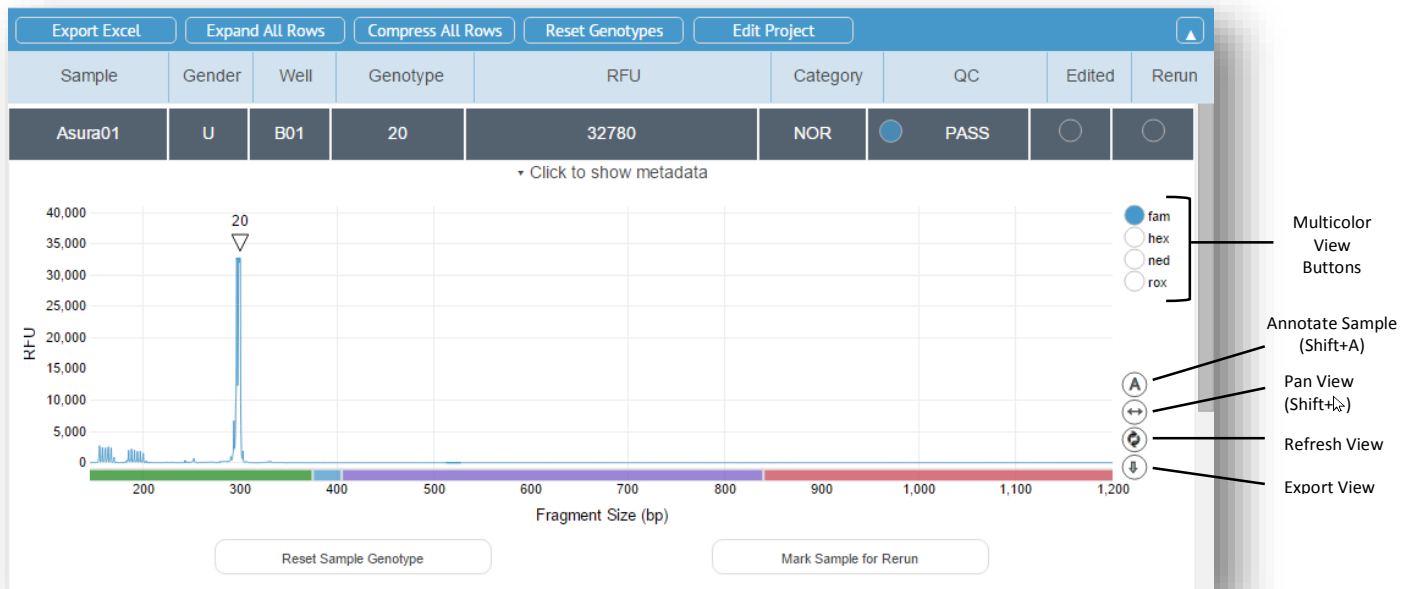 Export Excel Expand All Rows Compress All Rows Reset Genotypes Edit Project ▲
Sample Gender Well Genotype RFU Category QC Edited Rerun
Asura01 U B01 20 32780 NOR PASS
▾ Click to show metadata
40,000
35,000
30,000
25,000
20,000
15,000
10,000
5,000
0
RFU
20
fam
hex
ned
rox
Multicolor
View
Buttons
A
Annotate Sample
(Shift+A)
Pan View
(Shift+)
Refresh View
Export View
200 300 400 500 600 700 800 900 1,000 1,100 1,200
Fragment Size (bp)
Reset Sample Genotype Mark Sample for Rerun